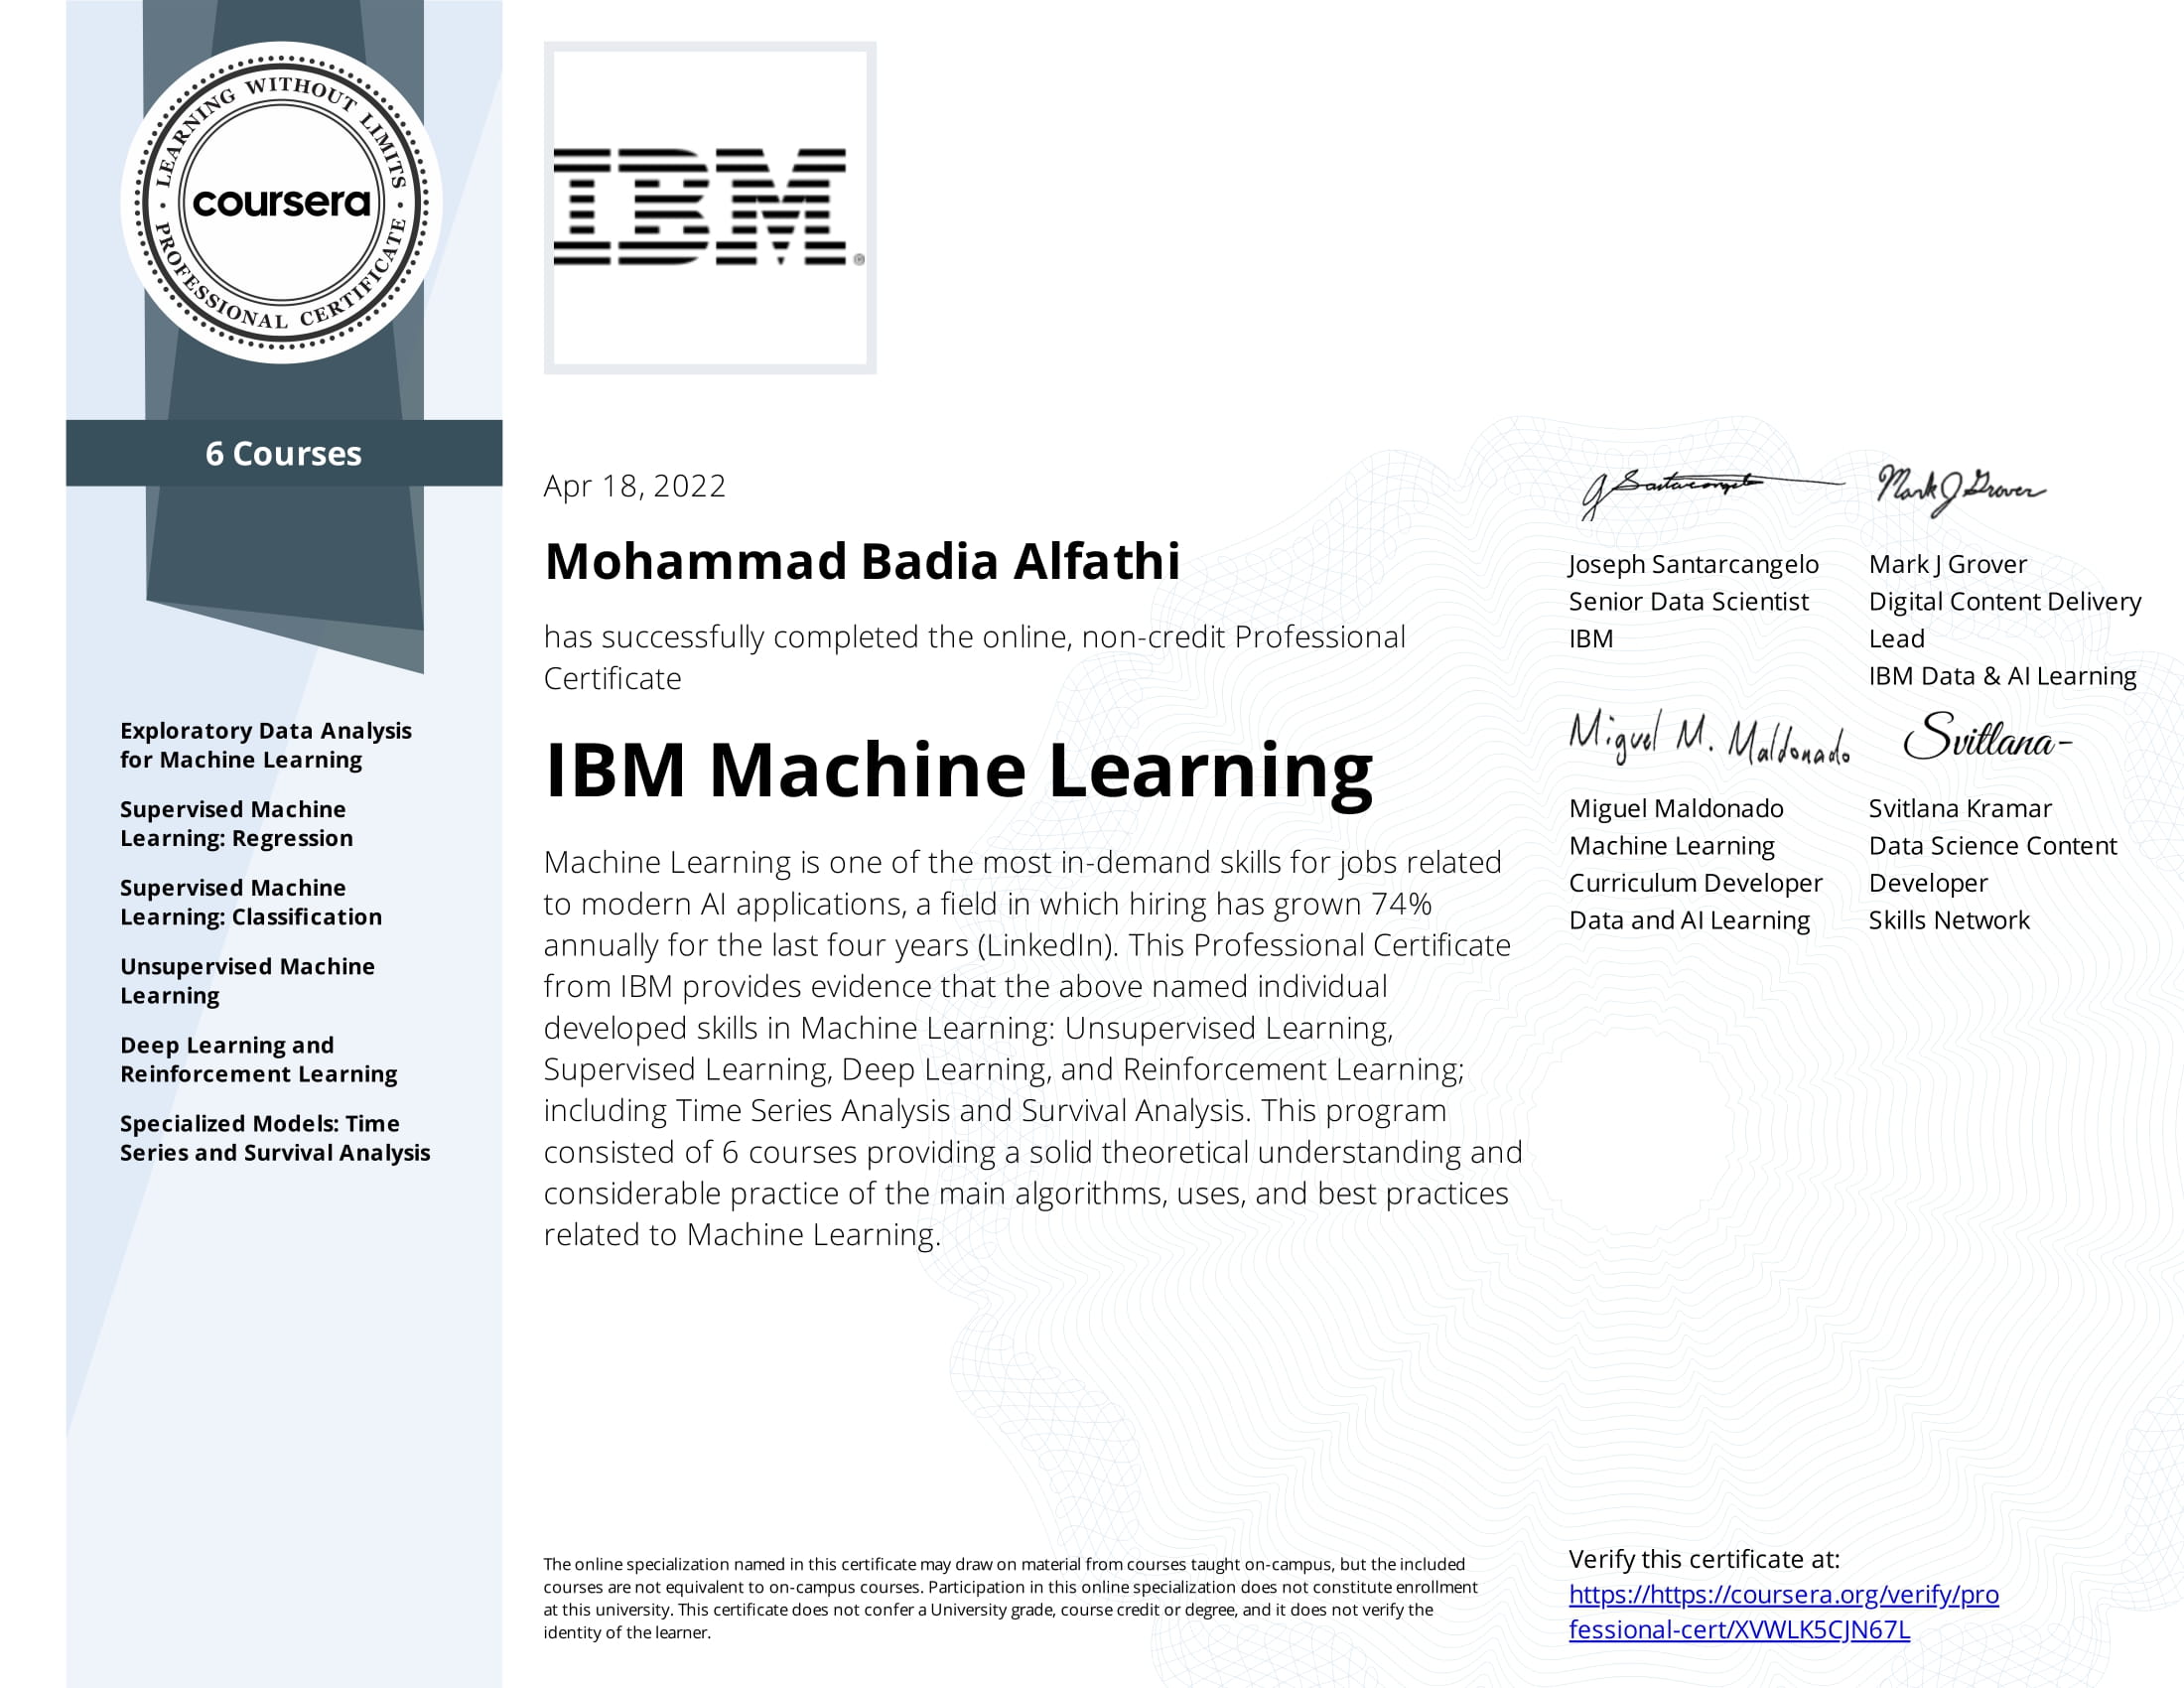 LEARNING WITHOUT LIMITS
coursera
PROFESSIONAL CERTIFICATE
6 Courses
Exploratory Data Analysis
for Machine Learning
Supervised Machine
Learning: Regression
Supervised Machine
Learning: Classification
Unsupervised Machine
Learning
Deep Learning and
Reinforcement Learning
Specialized Models: Time
Series and Survival Analysis
IBM®
Apr 18, 2022
Mohammad Badia Alfathi
has successfully completed the online, non-credit Professional
Certificate
IBM Machine Learning
Machine Learning is one of the most in-demand skills for jobs related
to modern AI applications, a field in which hiring has grown 74%
annually for the last four years (LinkedIn). This Professional Certificate
from IBM provides evidence that the above named individual
developed skills in Machine Learning: Unsupervised Learning,
Supervised Learning, Deep Learning, and Reinforcement Learning;
including Time Series Analysis and Survival Analysis. This program
consisted of 6 courses providing a solid theoretical understanding and
considerable practice of the main algorithms, uses, and best practices
related to Machine Learning.
J Santarcangelo
Joseph Santarcangelo
Senior Data Scientist
IBM
Mark J Grover
Mark J Grover
Digital Content Delivery
Lead
IBM Data & AI Learning
Miguel M. Maldonado
Miguel Maldonado
Machine Learning
Curriculum Developer
Data and AI Learning
Svitlana-
Svitlana Kramar
Data Science Content
Developer
Skills Network
The online specialization named in this certificate may draw on material from courses taught on-campus, but the included
courses are not equivalent to on-campus courses. Participation in this online specialization does not constitute enrollment
at this university. This certificate does not confer a University grade, course credit or degree, and it does not verify the
identity of the learner.
Verify this certificate at:
https://https://coursera.org/verify/pro
fessional-cert/XVWLK5CJN67L